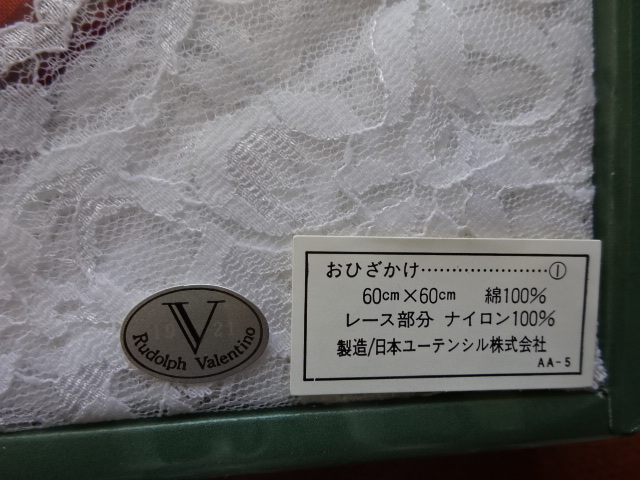 おひざかけ……………………①
60cm×60cm 綿100%
レース部分 ナイロン100%
製造/日本ユーテンシル株式会社
AA-5
V
19 21
Rudolph Valentino